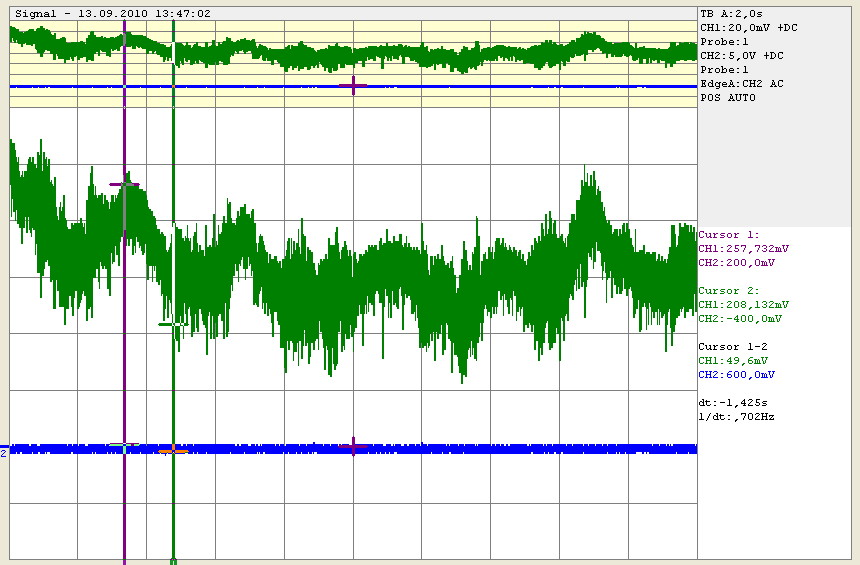 Signal - 13.09.2010 13:47:02
TB A:2,0s
CH1:20,0mV +DC
Probe:1
CH2:5,0V +DC
Probe:1
EdgeA:CH2 AC
POS AUTO
Cursor 1:
CH1:257,732mV
CH2:200,0mV
Cursor 2:
CH1:208,132mV
CH2:-400,0mV
Cursor 1-2
CH1:49,6mV
CH2:600,0mV
dt:-1,425s
1/dt:,702Hz
2